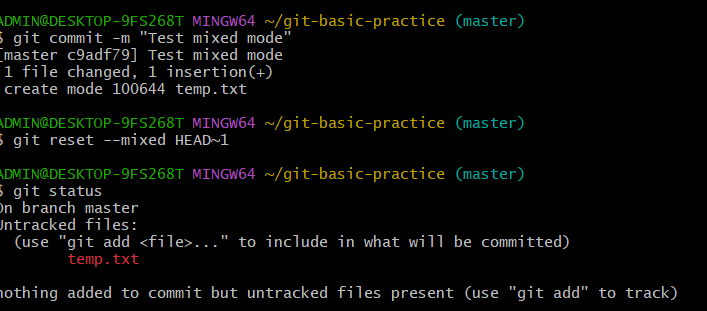 ADMIN@DESKTOP-9FS268T MINGW64 ~/git-basic-practice (master)
$ git commit -m "Test mixed mode"
[master c9adf79] Test mixed mode
1 file changed, 1 insertion(+)
create mode 100644 temp.txt
ADMIN@DESKTOP-9FS268T MINGW64 ~/git-basic-practice (master)
$ git reset --mixed HEAD~1
ADMIN@DESKTOP-9FS268T MINGW64 ~/git-basic-practice (master)
$ git status
On branch master
Untracked files:
(use "git add <file>..." to include in what will be committed)
temp.txt
nothing added to commit but untracked files present (use "git add" to track)